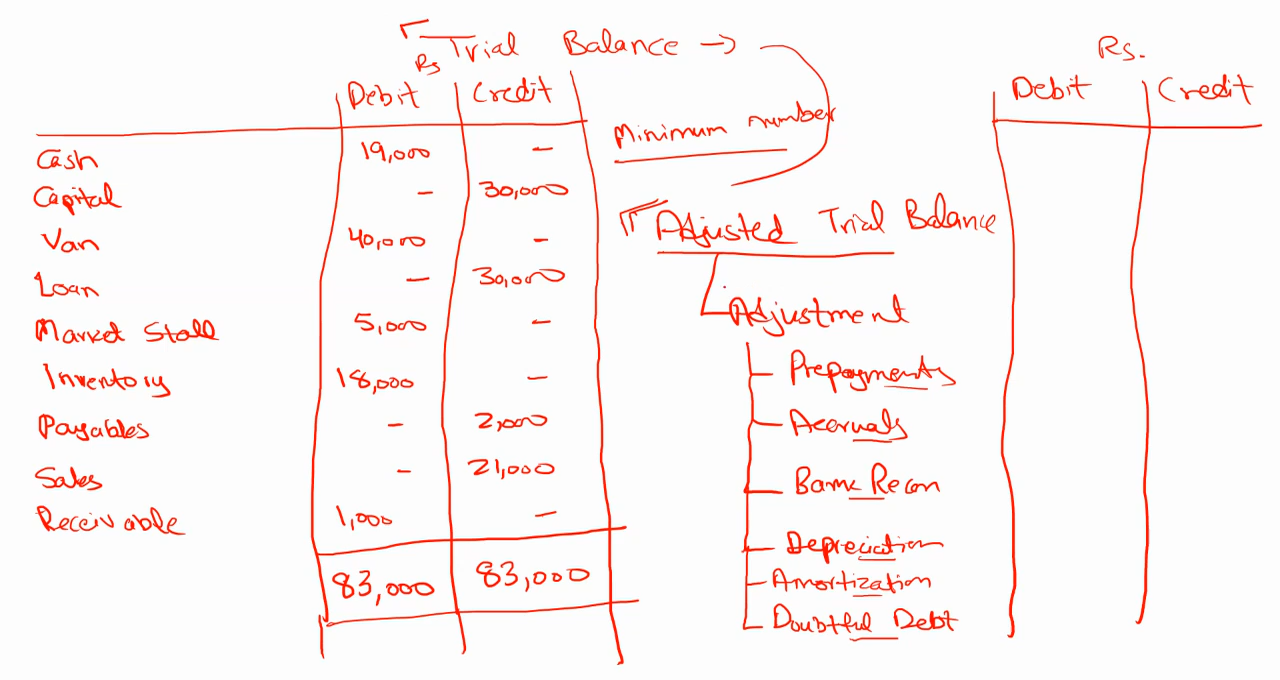 Trial Balance →
Rs
Debit Credit
Cash 19,000 –
Capital – 30,000
Van 40,000 –
Loan – 30,000
Market Stall 5,000 –
Inventory 18,000 –
Payables – 2,000
Sales – 21,000
Receivable 1,000 –
83,000 83,000
Minimum number
Adjusted Trial Balance
Adjustment
Prepayments
Accruals
Bank Recon
Depreciation
Amortization
Doubtful Debt
Rs.
Debit Credit